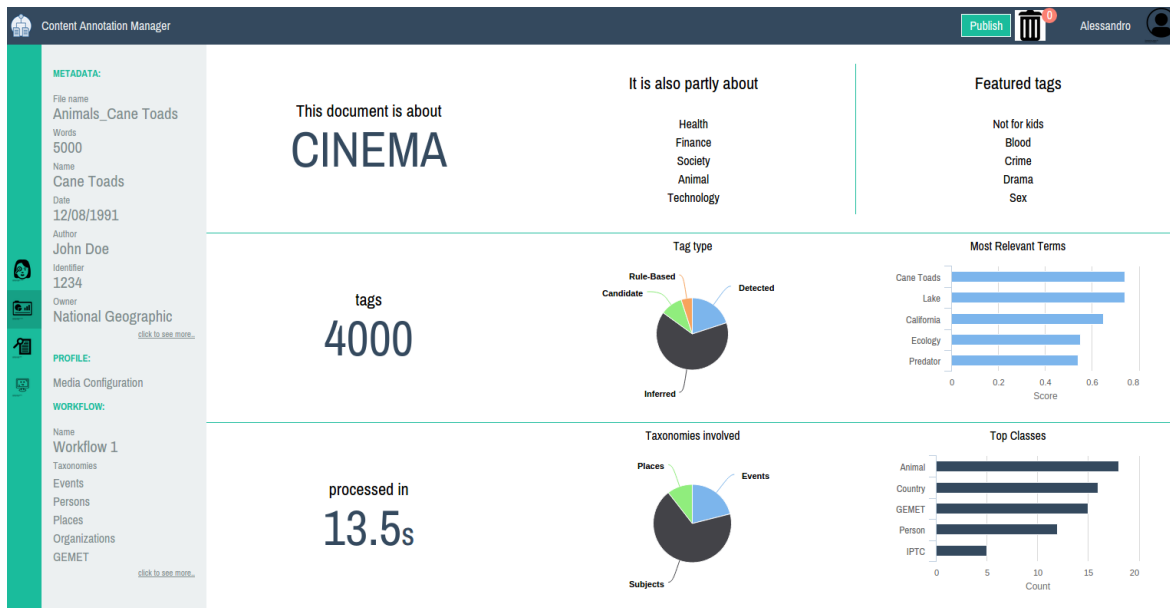 Content Annotation Manager
Publish
0
Alessandro
METADATA:
File name
Animals_Cane Toads
Words
5000
Name
Cane Toads
Date
12/08/1991
Author
John Doe
Identifier
1234
Owner
National Geographic
click to see more..
PROFILE:
Media Configuration
WORKFLOW:
Name
Workflow 1
Taxonomies
Events
Persons
Places
Organizations
GEMET
click to see more..
This document is about
CINEMA
It is also partly about
Health
Finance
Society
Animal
Technology
Featured tags
Not for kids
Blood
Crime
Drama
Sex
tags
4000
Tag type
Rule-Based
Candidate
Detected
Inferred
Most Relevant Terms
Cane Toads
Lake
California
Ecology
Predator
0 0.2 0.4 0.6 0.8
Score
processed in
13.5s
Taxonomies involved
Places
Events
Subjects
Top Classes
Animal
Country
GEMET
Person
IPTC
0 5 10 15 20
Count